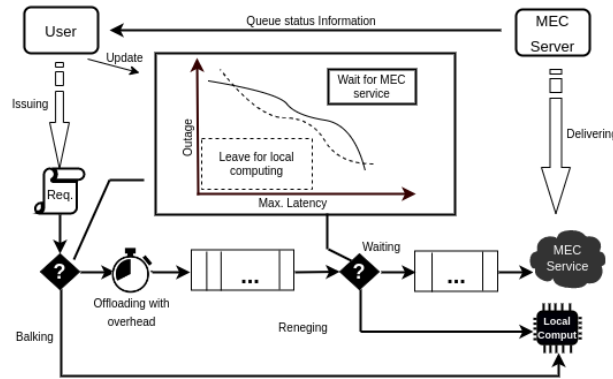 Queue status Information
User
MEC
Server
Update
Issuing
Wait for MEC
service
Outage
Leave for local
computing
Max. Latency
Delivering
Req.
?
Offloading with
overhead
...
?
Waiting
...
MEC
Service
Balking
Reneging
Local
Comput